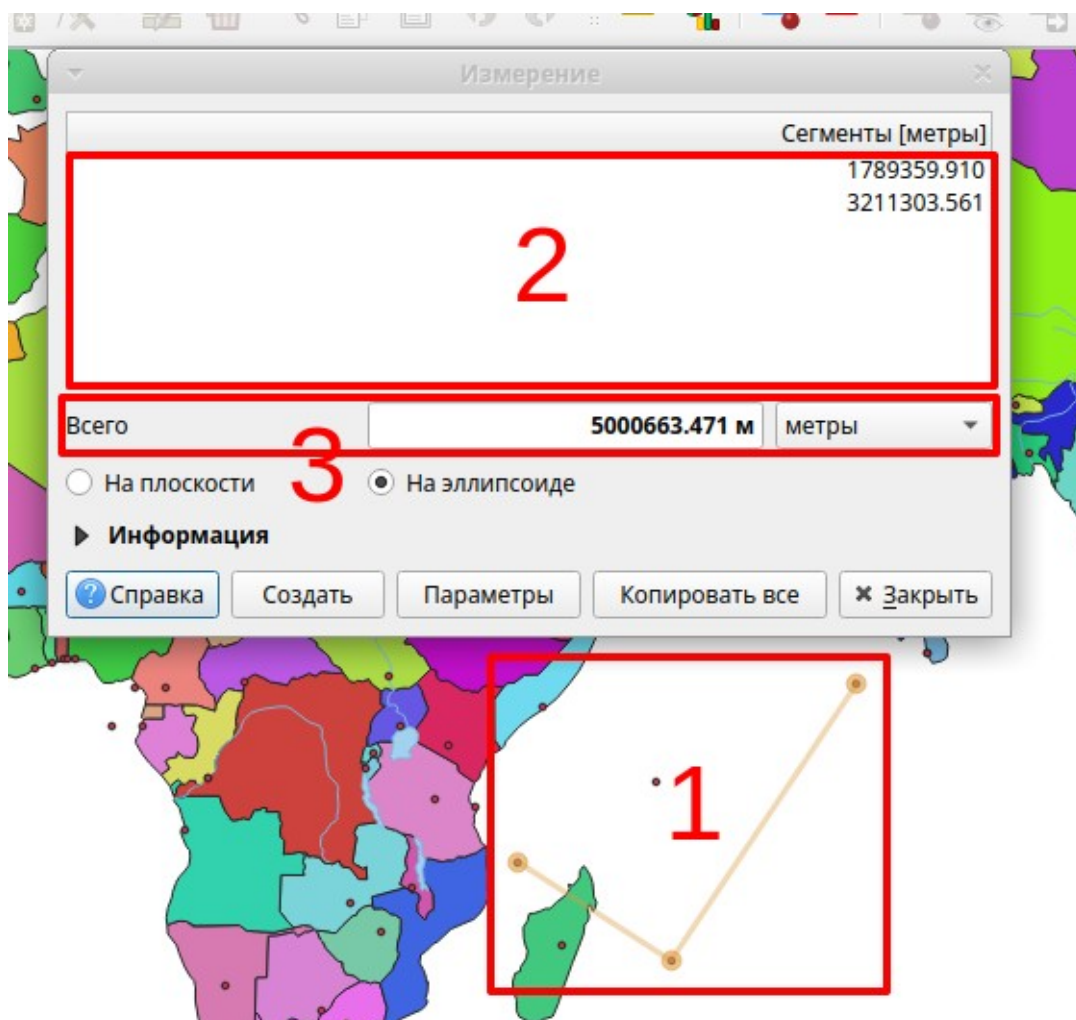 Измерение
Сегменты [метры]
1789359.910
3211303.561
2
Всего 5000663.471 м метры
3
На плоскости На эллипсоиде
Информация
Справка Создать Параметры Копировать все Закрыть
1